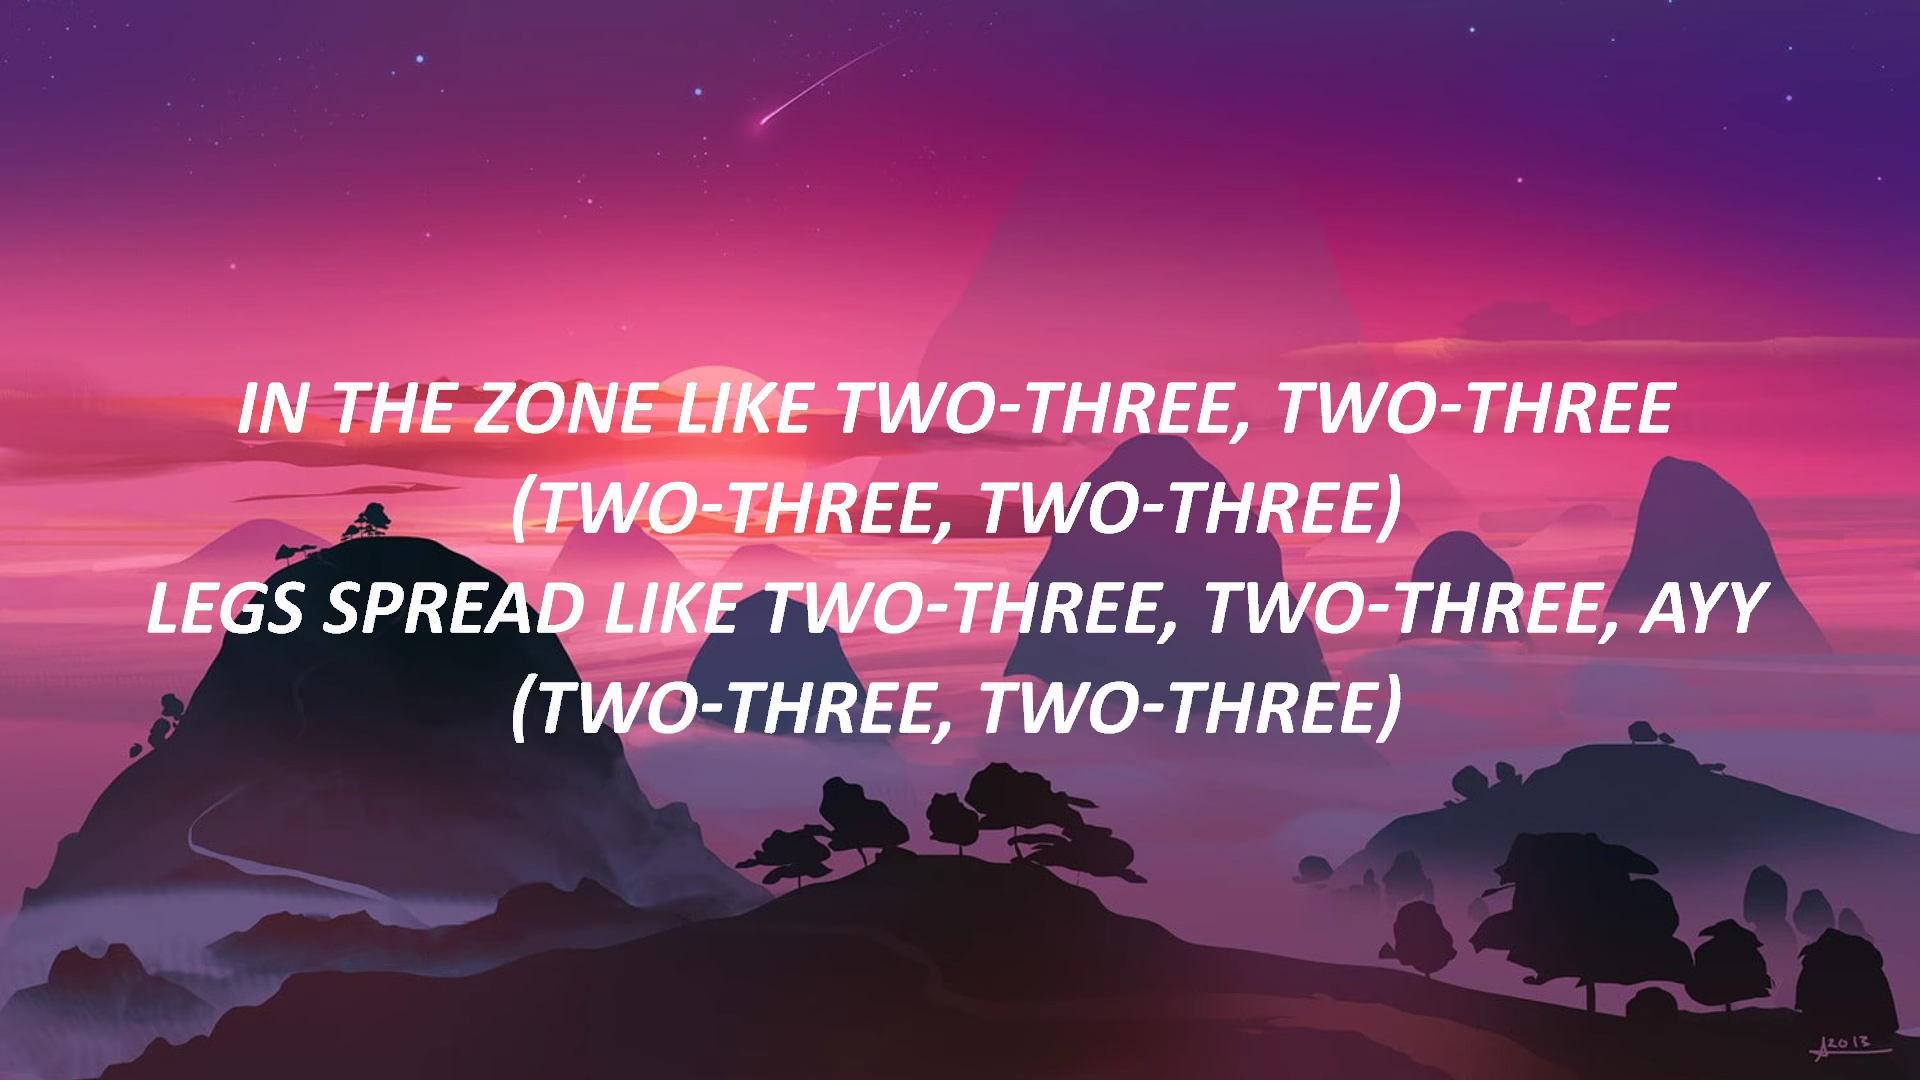 IN THE ZONE LIKE TWO-THREE, TWO-THREE
(TWO-THREE, TWO-THREE)
LEGS SPREAD LIKE TWO-THREE, TWO-THREE, AYY
(TWO-THREE, TWO-THREE)
2013